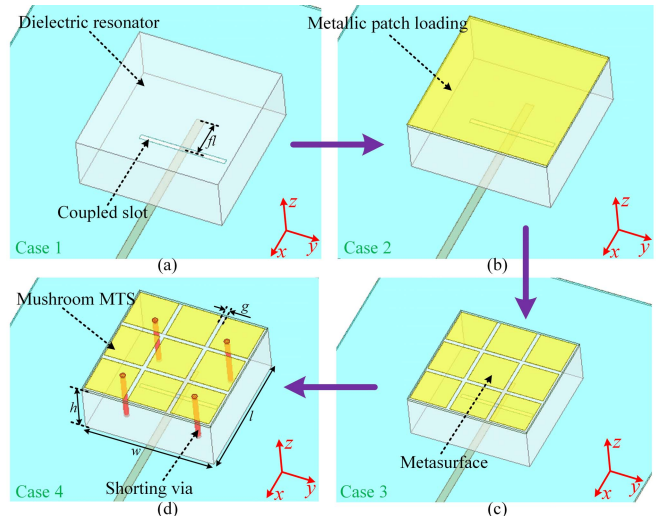 Dielectric resonator
fl
Coupled slot
z
x
y
Case 1
(a)
Metallic patch loading
z
x
y
Case 2
(b)
Mushroom MTS
g
h
l
w
Shorting via
z
x
y
Case 4
(d)
Metasurface
z
x
y
Case 3
(c)